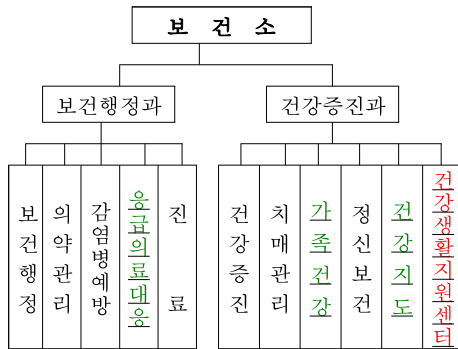 보 건 소
보건행정과
건강증진과
보건행정
의약관리
감염병예방
응급의료대응
진 료
건강증진
치매관리
가족건강
정신보건
건강지도
건강생활지원센터